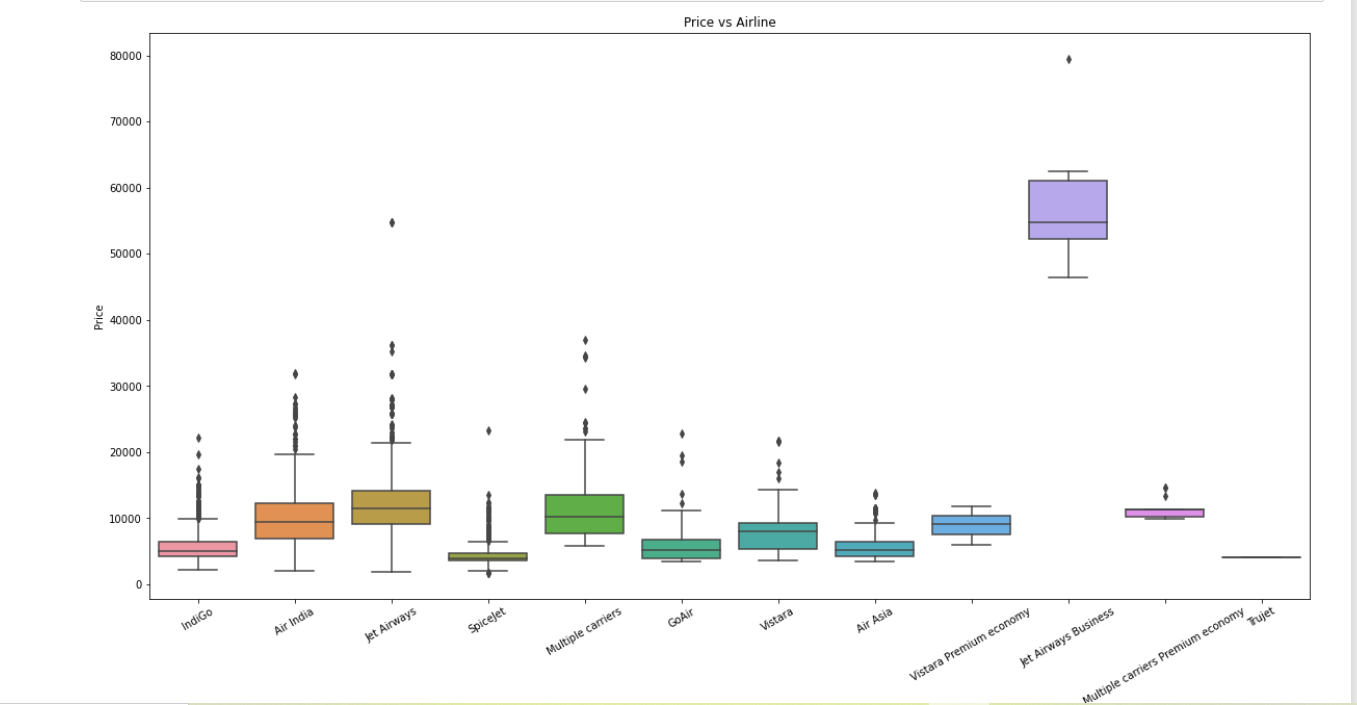 Price vs Airline
80000
70000
60000
50000
40000
30000
20000
10000
0
Price
IndiGo
Air India
Jet Airways
SpiceJet
Multiple carriers
GoAir
Vistara
Air Asia
Vistara Premium economy
Jet Airways Business
Multiple carriers Premium economy
Trujet